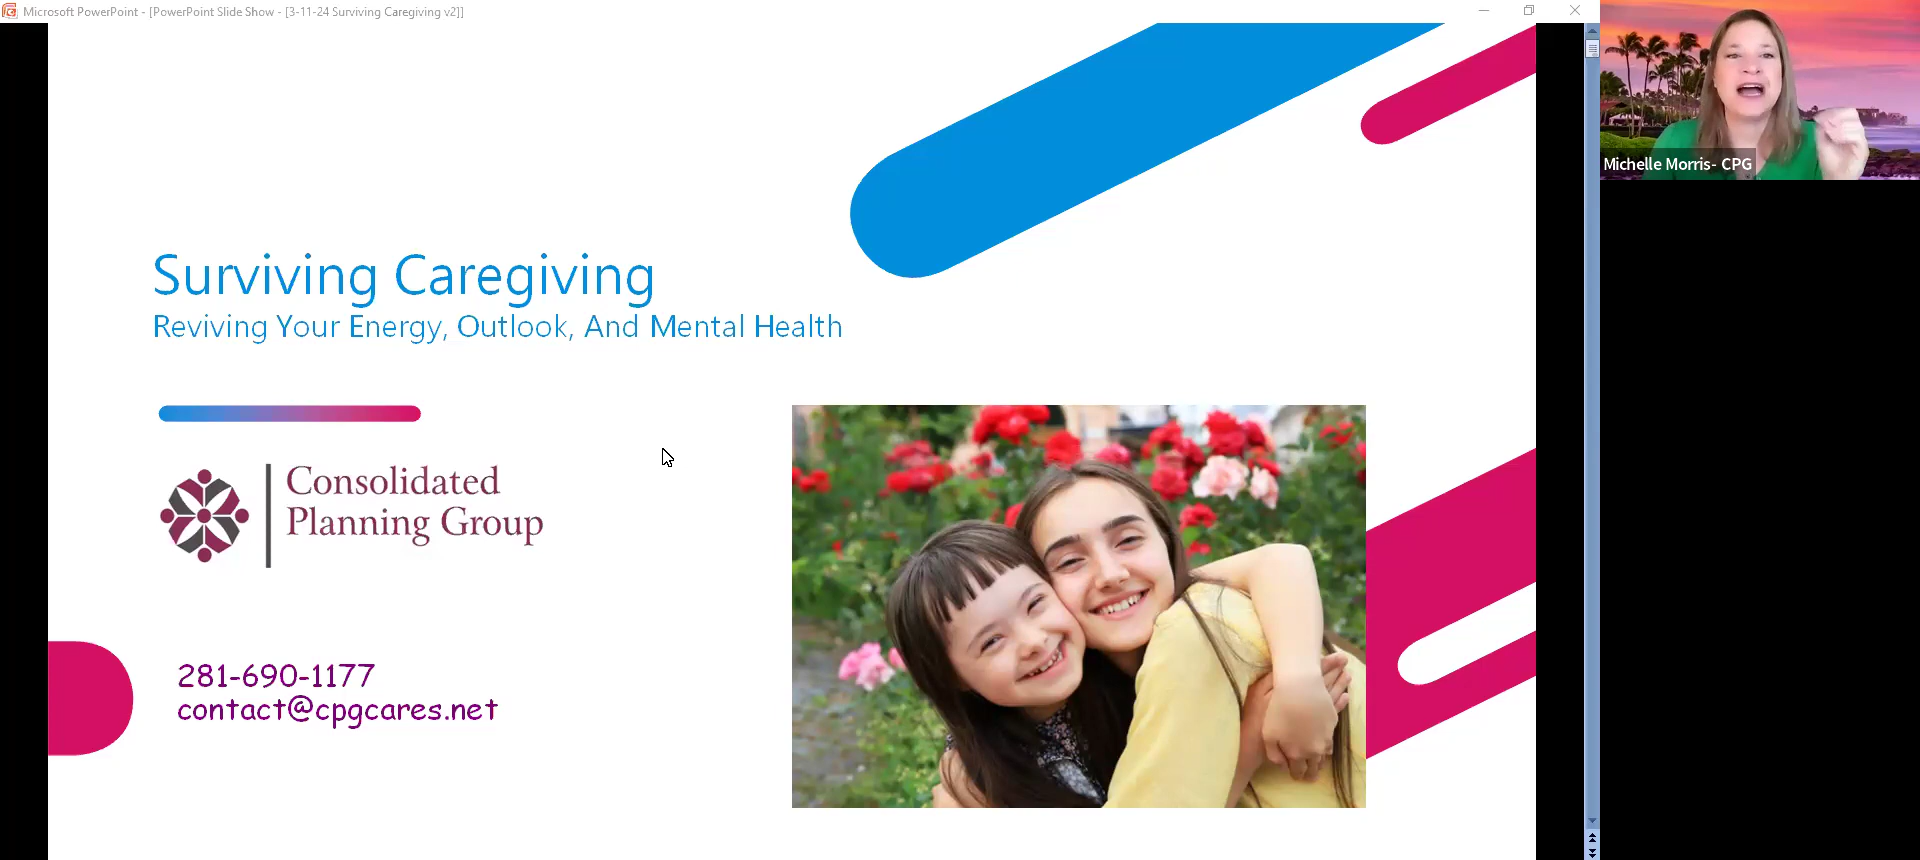 Microsoft PowerPoint - [PowerPoint Slide Show - [3-11-24 Surviving Caregiving v2]]
Michelle Morris- CPG
Surviving Caregiving
Reviving Your Energy, Outlook, And Mental Health
Consolidated
Planning Group
281-690-1177
contact@cpgcares.net